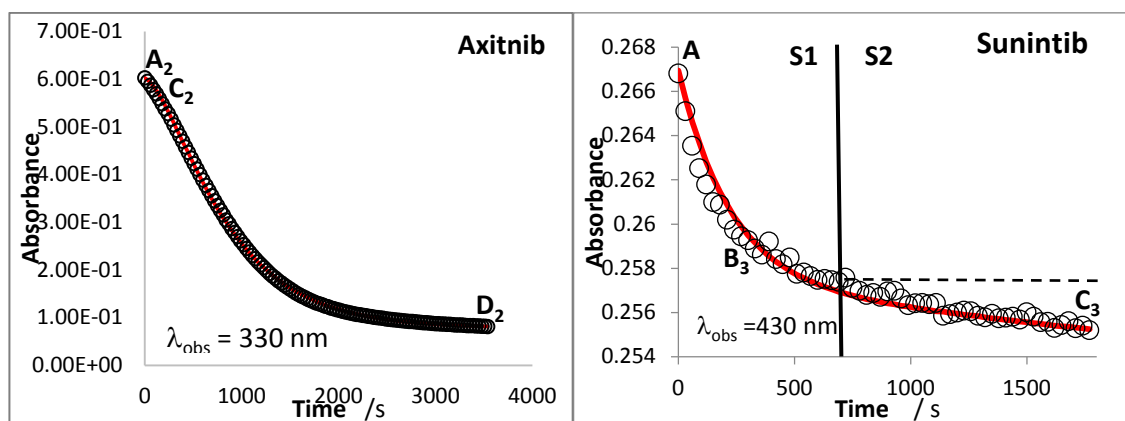 Axitnib
7.00E-01
6.00E-01
5.00E-01
4.00E-01
3.00E-01
2.00E-01
1.00E-01
0.00E+00
A2
C2
D2
λobs = 330 nm
Absorbance
0 1000 2000 3000 4000
Time /s
Sunintib
0.268
0.266
0.264
0.262
0.26
0.258
0.256
0.254
A
S1 S2
B3
C3
λobs =430 nm
Absorbance
0 500 1000 1500
Time / s